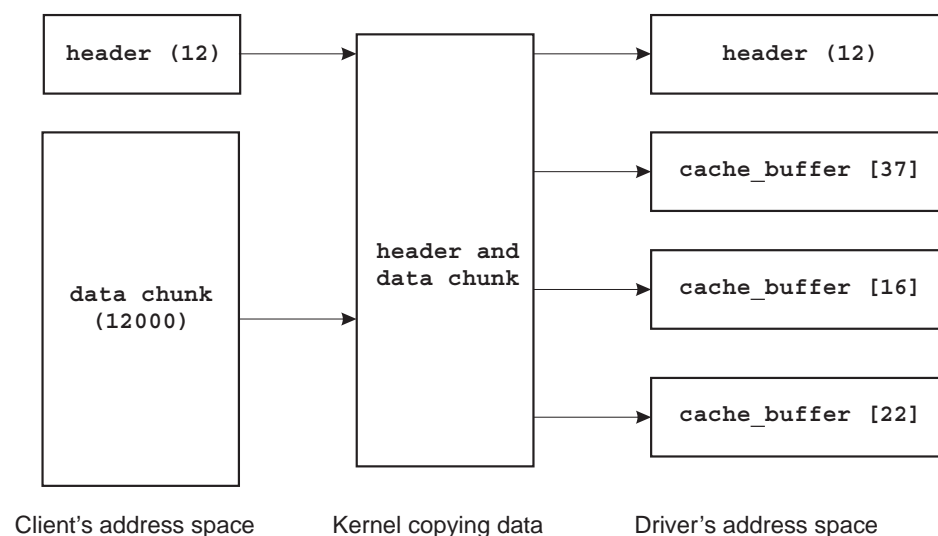 header (12)
data chunk
(12000)
header and
data chunk
header (12)
cache_buffer [37]
cache_buffer [16]
cache_buffer [22]
Client's address space
Kernel copying data
Driver's address space